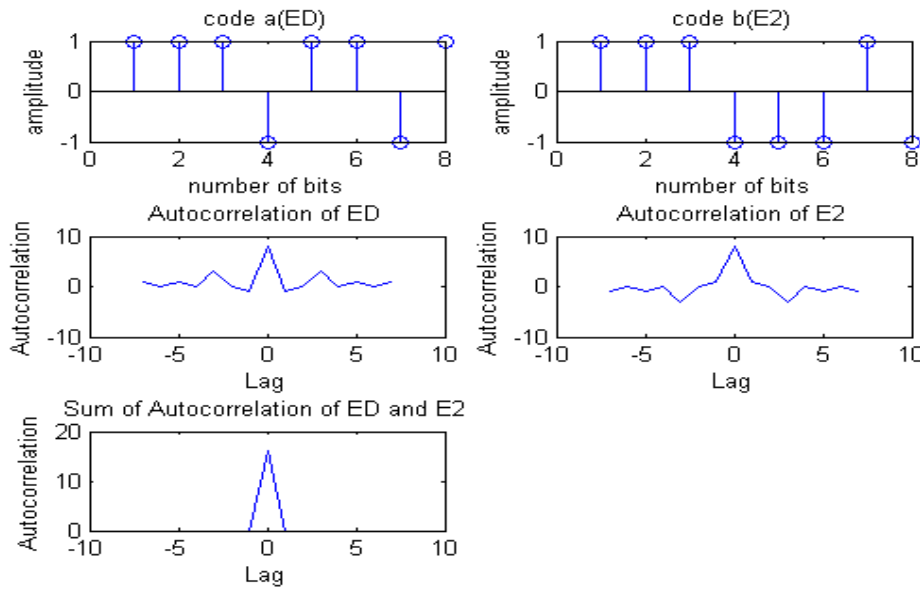 code a(ED)
code b(E2)
amplitude
1
0
-1
0
2
4
6
8
number of bits
amplitude
1
0
-1
0
2
4
6
8
number of bits
Autocorrelation of ED
Autocorrelation
10
0
-10
-10
-5
0
5
10
Lag
Autocorrelation of E2
Autocorrelation
10
0
-10
-10
-5
0
5
10
Lag
Sum of Autocorrelation of ED and E2
Autocorrelation
20
10
0
-10
-5
0
5
10
Lag